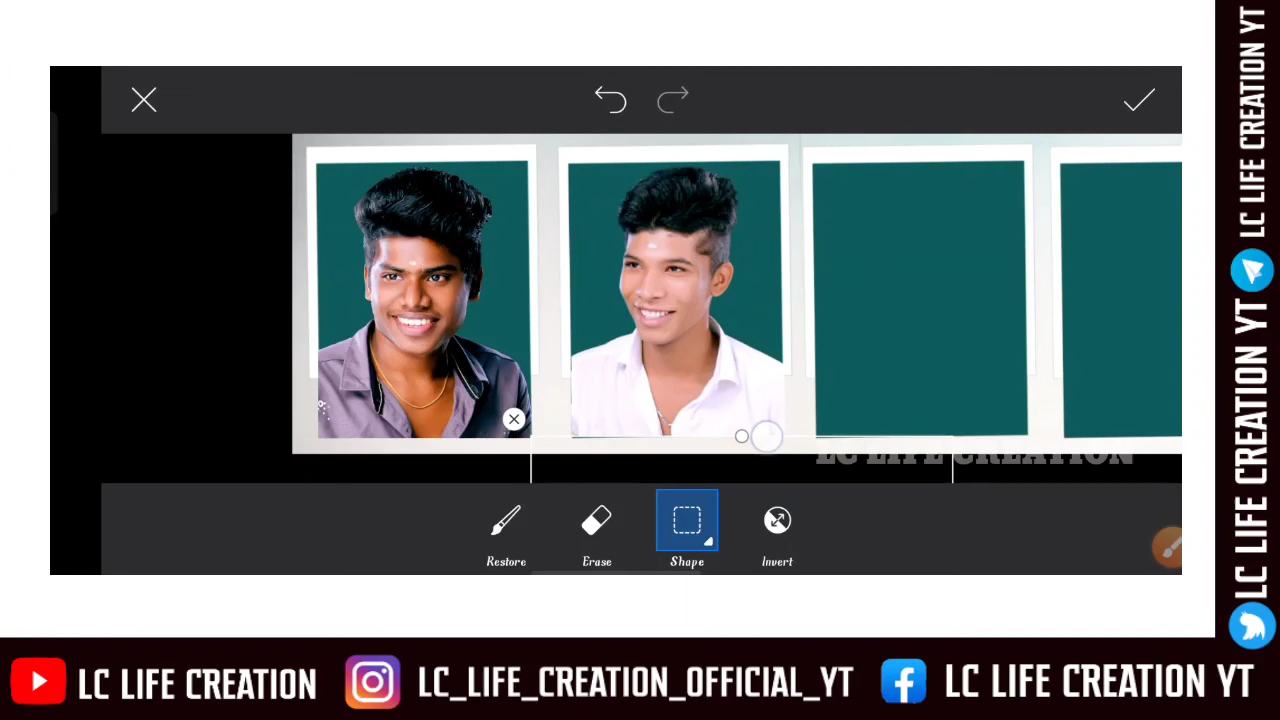 LC LIFE CREATION
Restore
Erase
Shape
Invert
LC LIFE CREATION YT
LC LIFE CREATION YT
LC LIFE CREATION
LC_LIFE_CREATION_OFFICIAL_YT
LC LIFE CREATION YT